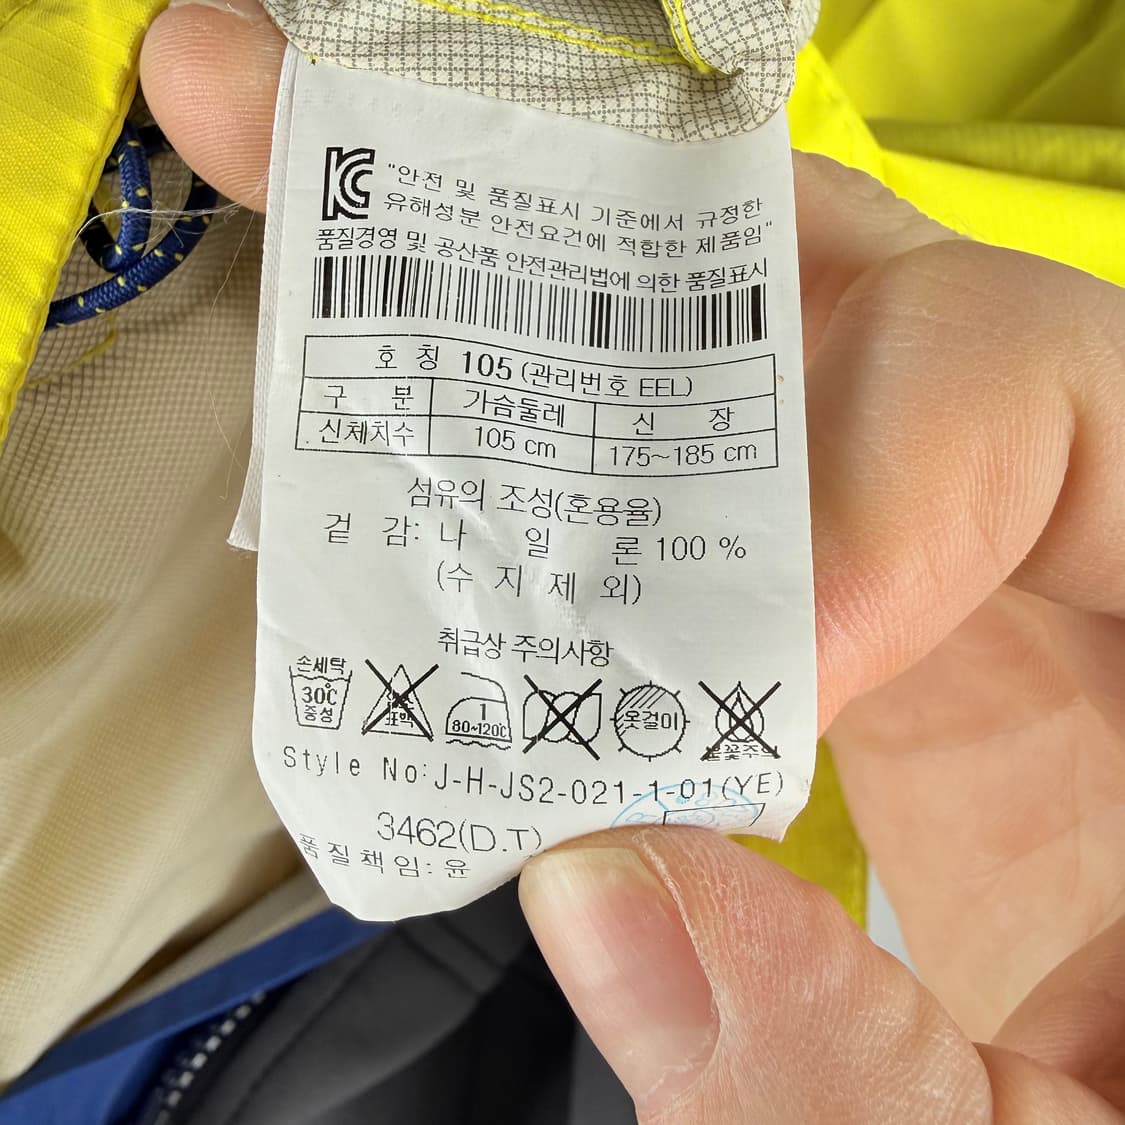 KC "안전 및 품질표시 기준에서 규정한
유해성분 안전요건에 적합한 제품임"
품질경영 및 공산품 안전관리법에 의한 품질표시
호 칭 105 (관리번호 EEL)
구 분 가슴둘레 신 장
신체치수 105 cm 175~185 cm
섬유의 조성(혼용율)
겉 감: 나 일 론 100 %
(수 지 제 외)
취급상 주의사항
손세탁
30℃
중성
표백
1
80~120℃
옷걸이
Style No:J-H-JS2-021-1-01(YE)
3462(D.T)
품질책임: 윤